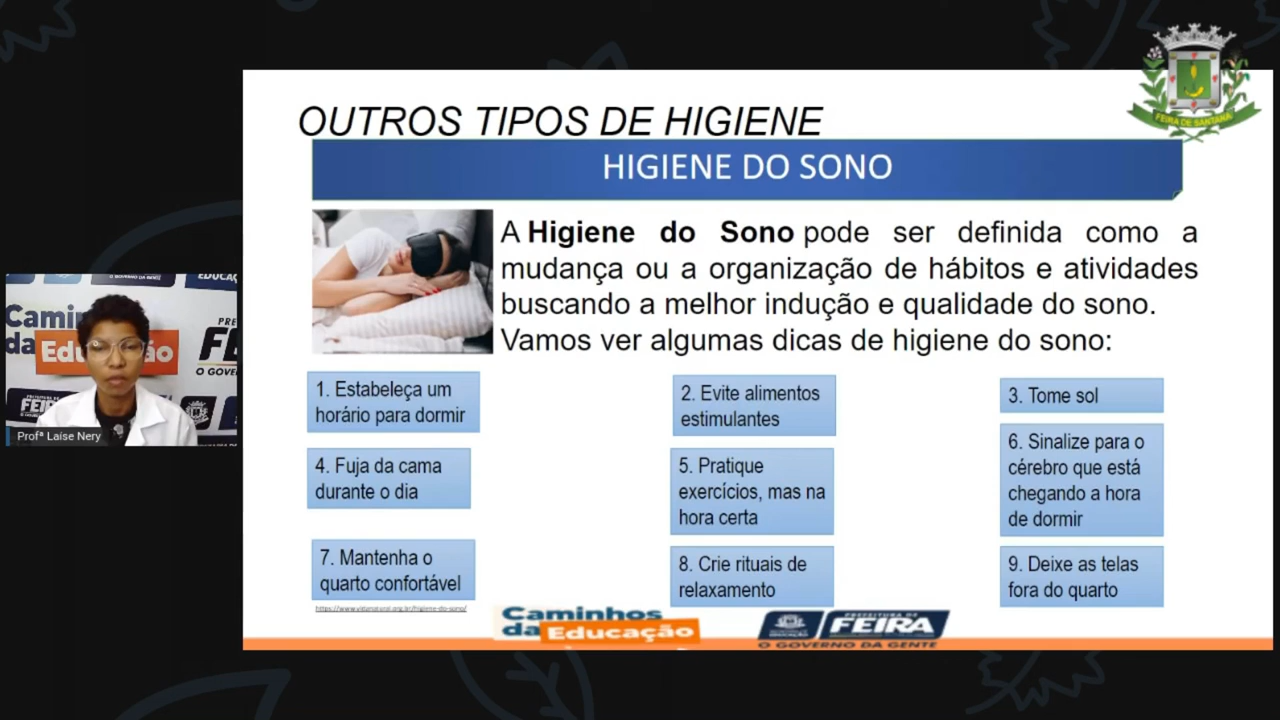 OUTROS TIPOS DE HIGIENE
FEIRA DE SANTANA
HIGIENE DO SONO
A Higiene do Sono pode ser definida como a
mudança ou a organização de hábitos e atividades
buscando a melhor indução e qualidade do sono.
Vamos ver algumas dicas de higiene do sono:
1. Estabeleça um
horário para dormir
2. Evite alimentos
estimulantes
3. Tome sol
4. Fuja da cama
durante o dia
5. Pratique
exercícios, mas na
hora certa
6. Sinalize para o
cérebro que está
chegando a hora
de dormir
7. Mantenha o
quarto confortável
8. Crie rituais de
relaxamento
9. Deixe as telas
fora do quarto
Caminhos
da Educação
PREFEITURA DE
FEIRA
O GOVERNO DA GENTE
Profª Laíse Nery